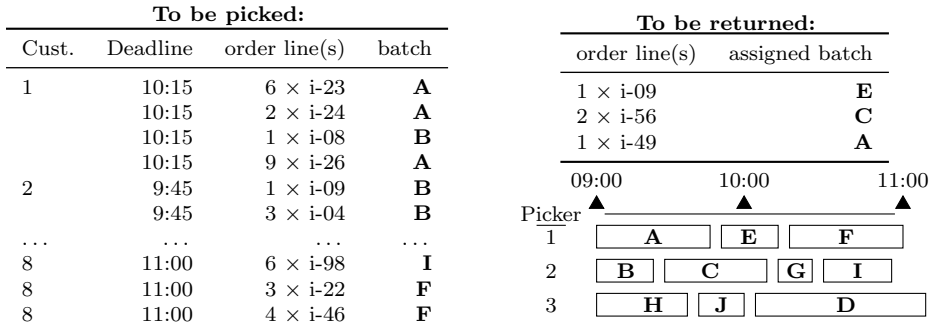 To be picked:
Cust. Deadline order line(s) batch
1 10:15 6 × i-23 A
10:15 2 × i-24 A
10:15 1 × i-08 B
10:15 9 × i-26 A
2 9:45 1 × i-09 B
9:45 3 × i-04 B
... ... ... ...
8 11:00 6 × i-98 I
8 11:00 3 × i-22 F
8 11:00 4 × i-46 F
To be returned:
order line(s) assigned batch
1 × i-09 E
2 × i-56 C
1 × i-49 A
09:00 10:00 11:00
Picker
1 A E F
2 B C G I
3 H J D